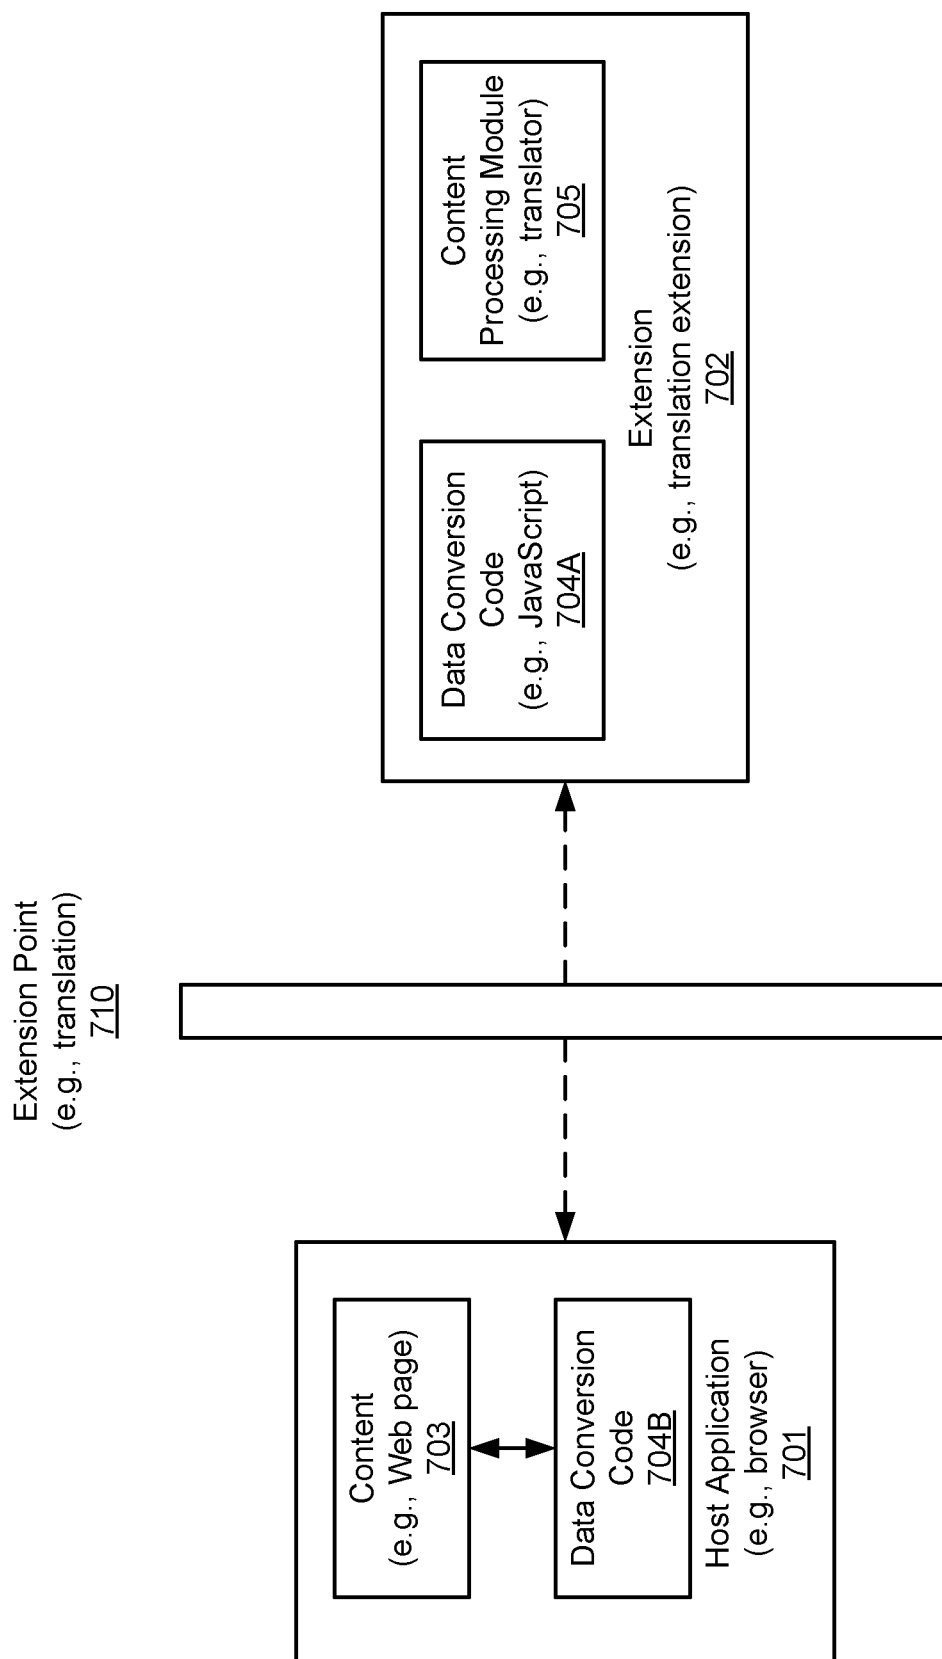 Extension Point
(e.g., translation)
710
Content
(e.g., Web page)
703
Data Conversion
Code
704B
Host Application
(e.g., browser)
701
Data Conversion
Code
(e.g., JavaScript)
704A
Content
Processing Module
(e.g., translator)
705
Extension
(e.g., translation extension)
702